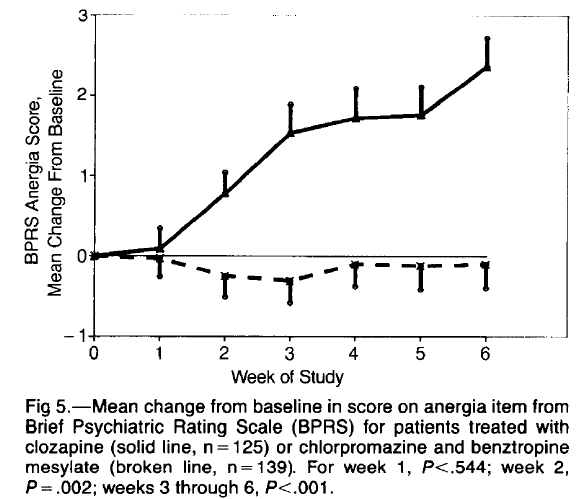 BPRS Anergia Score,
Mean Change From Baseline
3
2
1
0
-1
0 1 2 3 4 5 6
Week of Study
Fig 5.—Mean change from baseline in score on anergia item from
Brief Psychiatric Rating Scale (BPRS) for patients treated with
clozapine (solid line, n=125) or chlorpromazine and benztropine
mesylate (broken line, n=139). For week 1, P<.544; week 2,
P=.002; weeks 3 through 6, P<.001.